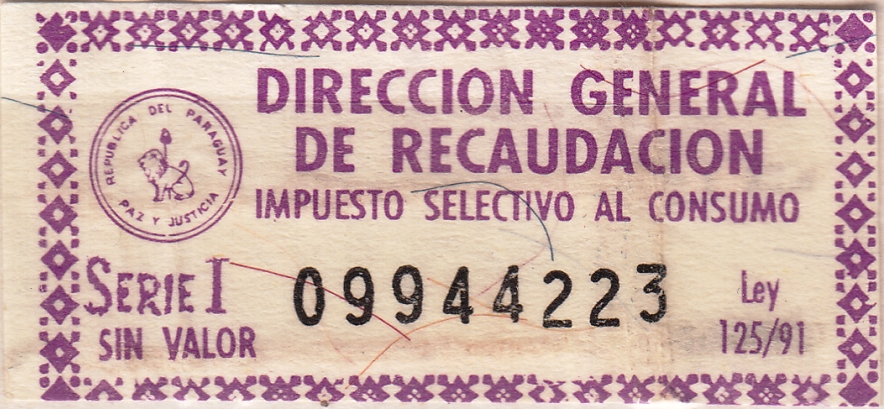 DIRECCION GENERAL
DE RECAUDACION
IMPUESTO SELECTIVO AL CONSUMO
REPUBLICA DEL PARAGUAY
PAZ Y JUSTICIA
SERIE I
09944223
Ley
SIN VALOR
125/91